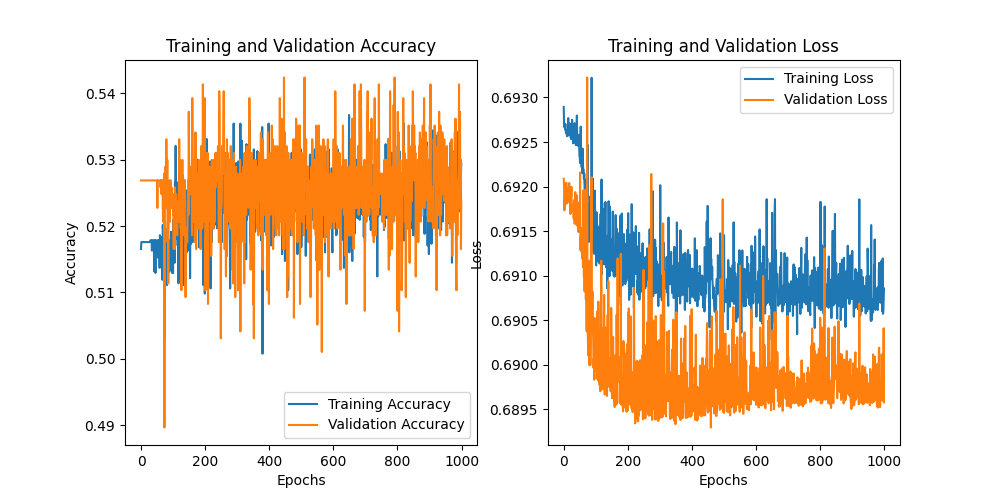 Training and Validation Accuracy
Accuracy
0.54
0.53
0.52
0.51
0.50
0.49
Training Accuracy
Validation Accuracy
0 200 400 600 800 1000
Epochs
Training and Validation Loss
Loss
0.6930
0.6925
0.6920
0.6915
0.6910
0.6905
0.6900
0.6895
Training Loss
Validation Loss
0 200 400 600 800 1000
Epochs